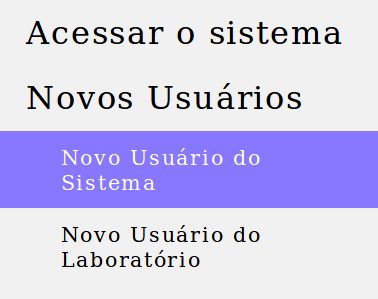 Acessar o sistema
Novos Usuários
Novo Usuário do
Sistema
Novo Usuário do
Laboratório